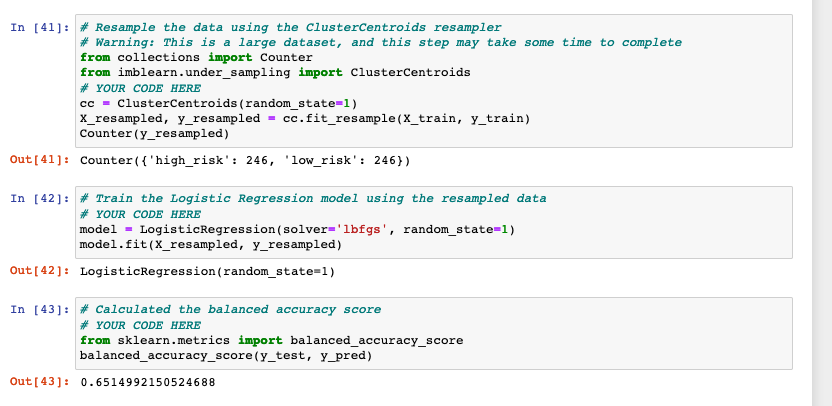 In [41]: # Resample the data using the ClusterCentroids resampler
# Warning: This is a large dataset, and this step may take some time to complete
from collections import Counter
from imblearn.under_sampling import ClusterCentroids
# YOUR CODE HERE
cc = ClusterCentroids(random_state=1)
X_resampled, y_resampled = cc.fit_resample(X_train, y_train)
Counter(y_resampled)
Out[41]: Counter({'high_risk': 246, 'low_risk': 246})
In [42]: # Train the Logistic Regression model using the resampled data
# YOUR CODE HERE
model = LogisticRegression(solver='lbfgs', random_state=1)
model.fit(X_resampled, y_resampled)
Out[42]: LogisticRegression(random_state=1)
In [43]: # Calculated the balanced accuracy score
# YOUR CODE HERE
from sklearn.metrics import balanced_accuracy_score
balanced_accuracy_score(y_test, y_pred)
Out[43]: 0.6514992150524688